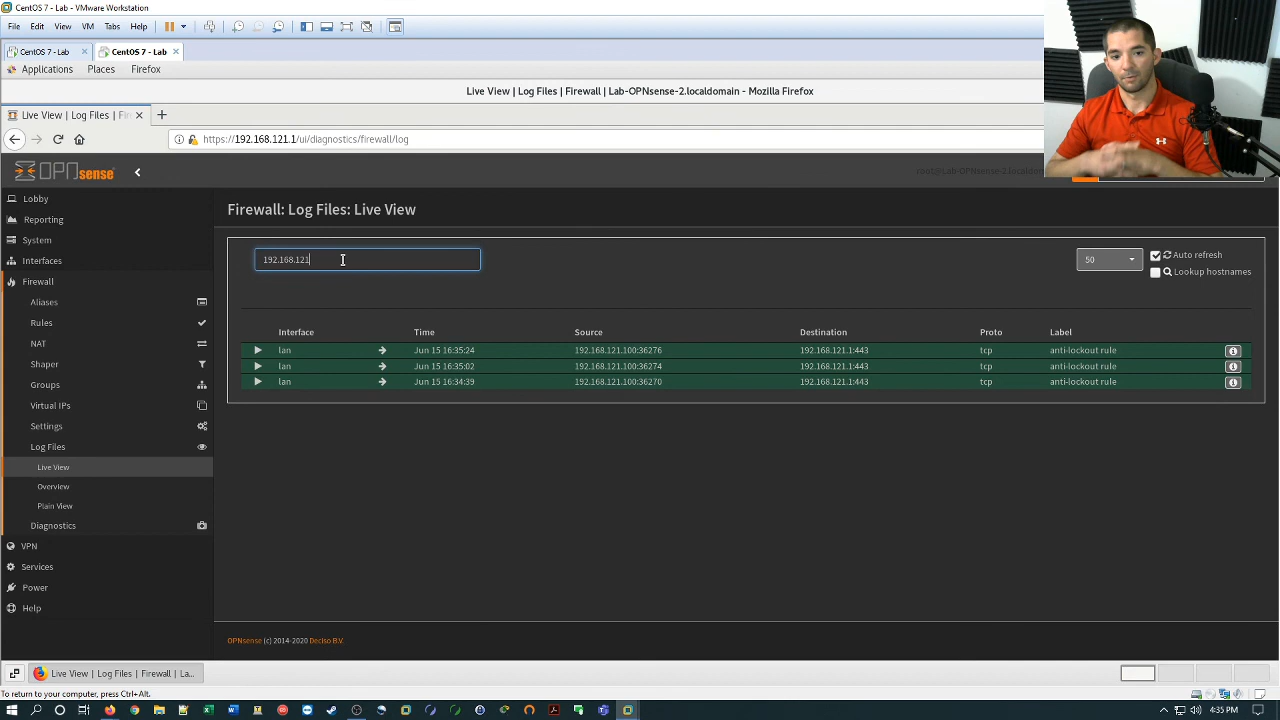 CentOS 7 - Lab - VMware Workstation
File Edit View VM Tabs Help
CentOS 7 - Lab CentOS 7 - Lab
Applications Places Firefox
Live View | Log Files | Firewall | Lab-OPNsense-2.localdomain - Mozilla Firefox
Live View | Log Files | Fi
https://192.168.121.1/ui/diagnostics/firewall/log
OPNsense
root@Lab-OPNsense-2.localdomain
Lobby
Reporting
System
Interfaces
Firewall
Aliases
Rules
NAT
Shaper
Groups
Virtual IPs
Settings
Log Files
Live View
Overview
Plain View
Diagnostics
VPN
Services
Power
Help
Firewall: Log Files: Live View
192.168.121
50
Auto refresh
Lookup hostnames
Interface Time Source Destination Proto Label
lan Jun 15 16:35:24 192.168.121.100:36276 192.168.121.1:443 tcp anti-lockout rule
lan Jun 15 16:35:02 192.168.121.100:36274 192.168.121.1:443 tcp anti-lockout rule
lan Jun 15 16:34:39 192.168.121.100:36270 192.168.121.1:443 tcp anti-lockout rule
OPNsense (c) 2014-2020 Deciso B.V.
Live View | Log Files | Firewall | La...
To return to your computer, press Ctrl+Alt.
4:35 PM